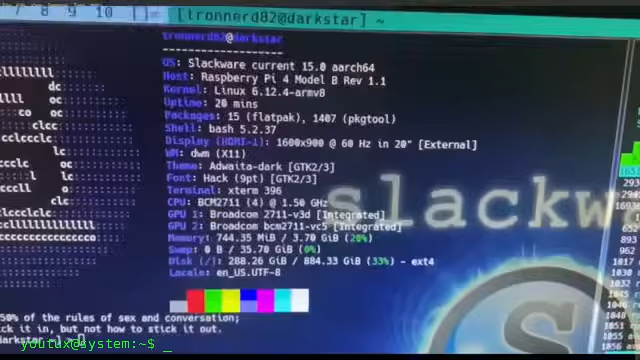 7 8 9 10 []= [tronnerd82@darkstar] ~
tronnerd82@darkstar
--------------------
OS: Slackware current 15.0 aarch64
Host: Raspberry Pi 4 Model B Rev 1.1
Kernel: Linux 6.12.4-armv8
Uptime: 20 mins
Packages: 15 (flatpak), 1407 (pkgtool)
Shell: bash 5.2.37
Display (HDMI-1): 1600x900 @ 60 Hz in 20" [External]
WM: dwm (X11)
Theme: Adwaita-dark [GTK2/3]
Font: Hack (9pt) [GTK2/3]
Terminal: xterm 396
CPU: BCM2711 (4) @ 1.50 GHz
GPU 1: Broadcom 2711-v3d [Integrated]
GPU 2: Broadcom bcm2711-vc5 [Integrated]
Memory: 744.35 MiB / 3.70 GiB (20%)
Swap: 0 B / 35.70 GiB (0%)
Disk (/): 288.26 GiB / 884.33 GiB (33%) - ext4
Locale: en_US.UTF-8
slackw
50% of the rules of sex and conversation;
ck it in, but not how to stick it out.
youtux@system:~$ _